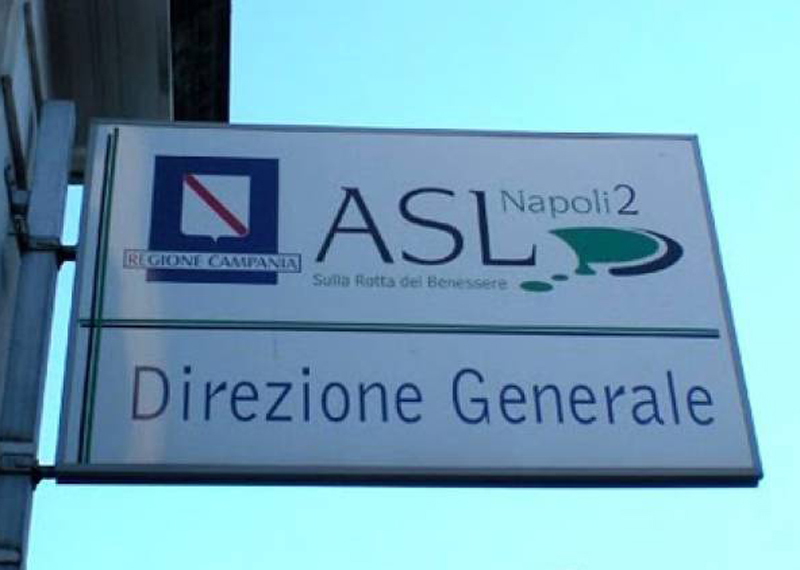 REGIONE CAMPANIA
ASL Napoli2
Sulla Rotta del Benessere
Direzione Generale